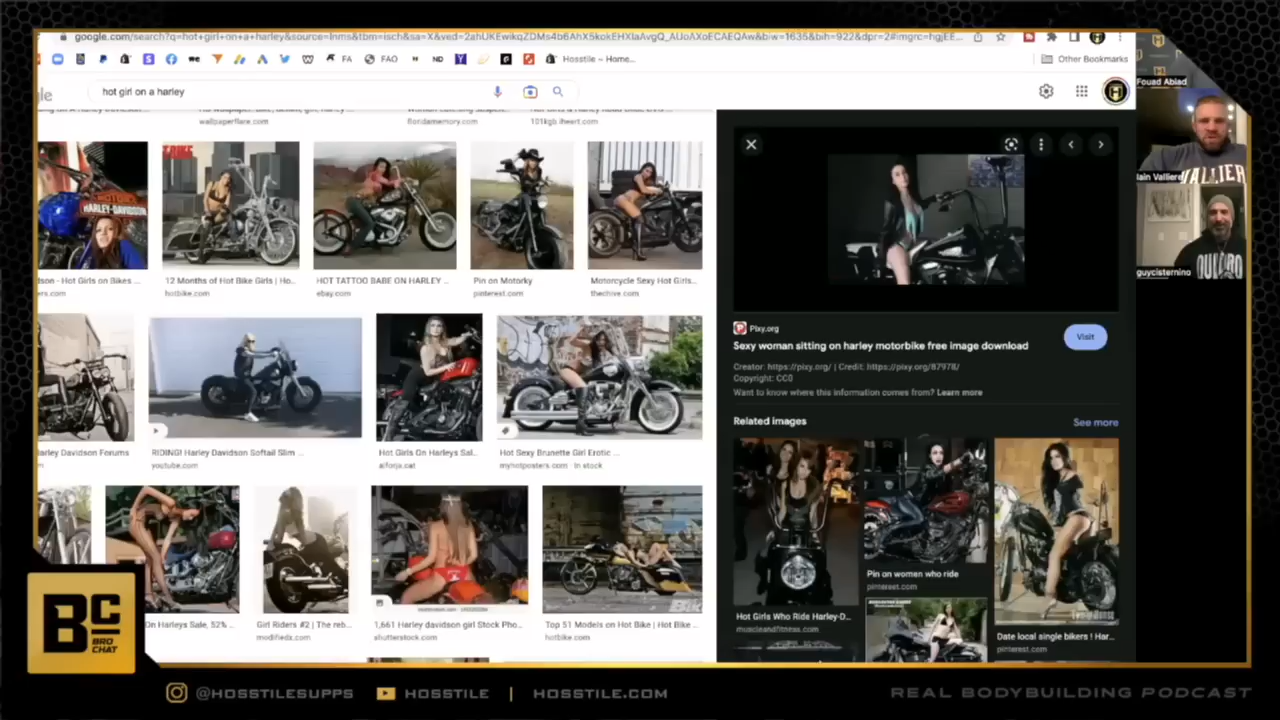 Hosstile – Home...
Other Bookmarks
FA
FAO
ND
hot girl on a harley
Fouad Abiad
Iain Valliere
VALLIER
guycisternino
wallpaperflare.com
floridamemory.com
101kgb.iheart.com
HARLEY-DAVIDSON
tson - Hot Girls on Bikes ...
12 Months of Hot Bike Girls | Ho...
hotbike.com
HOT TATTOO BABE ON HARLEY ...
ebay.com
Pin on Motorky
pinterest.com
Motorcycle Sexy Hot Girls...
thechive.com
Pixy.org
Visit
Sexy woman sitting on harley motorbike free image download
Creator: https://pixy.org/ | Credit: https://pixy.org/87978/
Copyright: CC0
Want to know where this information comes from? Learn more
Related images
See more
arley Davidson Forums
RIDING! Harley Davidson Softail Slim ...
youtube.com
Hot Girls On Harleys Sal...
Hot Sexy Brunette Girl Erotic ...
myhotposters.com · In stock
On Harleys Sale, 52% ...
Girl Riders #2 | The reb...
modifiedx.com
1,661 Harley davidson girl Stock Pho...
shutterstock.com
Top 51 Models on Hot Bike | Hot Bike ...
hotbike.com
Hot Girls Who Ride Harley-D...
muscleandfitness.com
Pin on women who ride
pinterest.com
Date local single bikers ! Har...
pinterest.com
BC
BRO
CHAT
@HOSSTILESUPPS
HOSSTILE
|
HOSSTILE.COM
REAL BODYBUILDING PODCAST